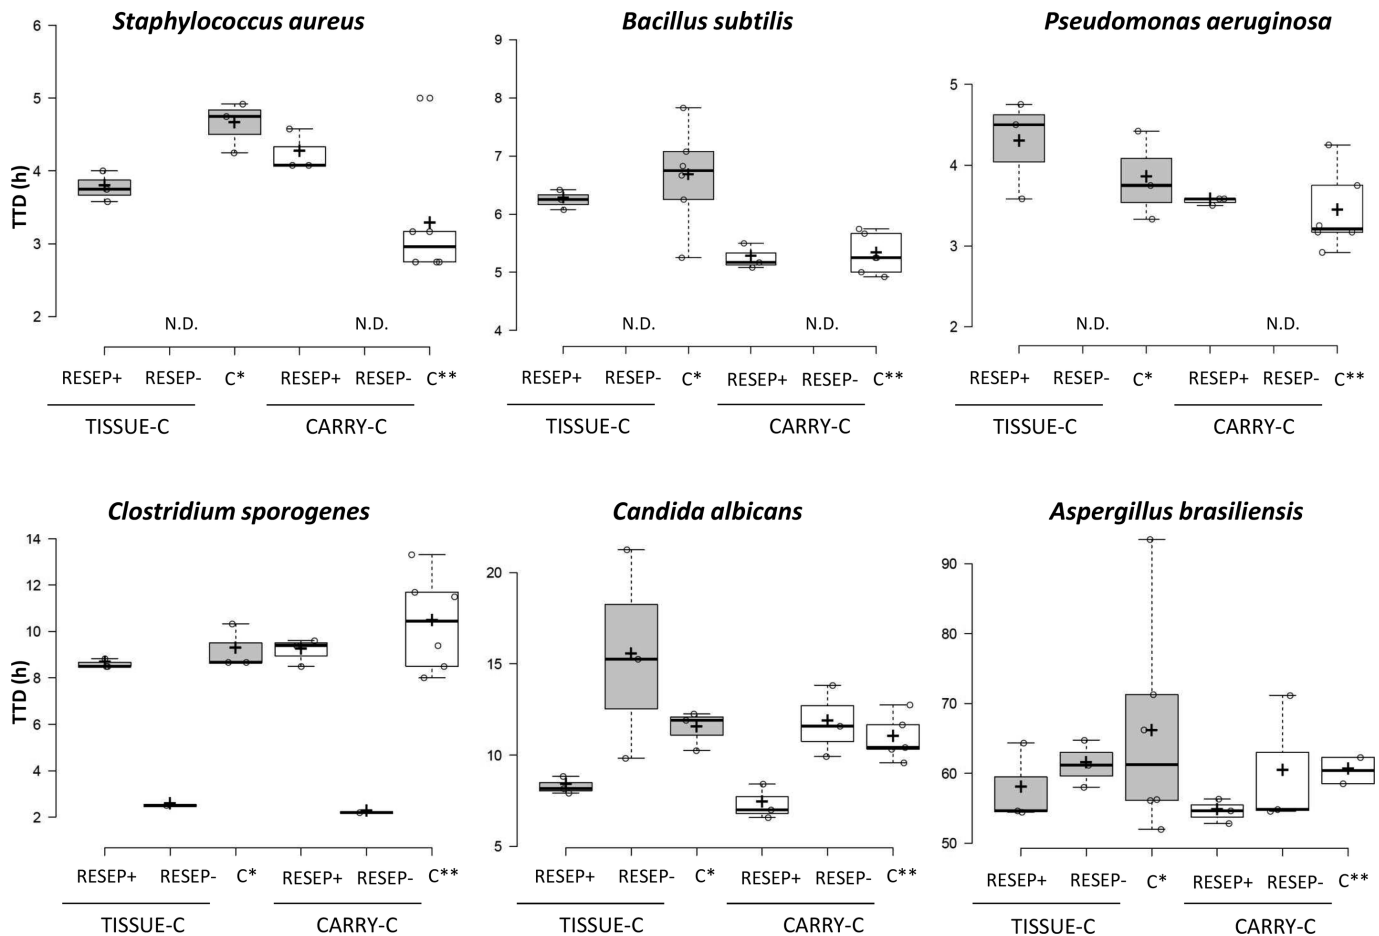 Staphylococcus aureus
TTD (h)
6
5
4
3
2
N.D.
N.D.
RESEP+ RESEP- C* RESEP+ RESEP- C**
TISSUE-C CARRY-C
Bacillus subtilis
9
8
7
6
5
4
N.D.
N.D.
RESEP+ RESEP- C* RESEP+ RESEP- C**
TISSUE-C CARRY-C
Pseudomonas aeruginosa
5
4
3
2
N.D.
N.D.
RESEP+ RESEP- C* RESEP+ RESEP- C**
TISSUE-C CARRY-C
Clostridium sporogenes
TTD (h)
14
12
10
8
6
4
2
RESEP+ RESEP- C* RESEP+ RESEP- C**
TISSUE-C CARRY-C
Candida albicans
20
15
10
5
RESEP+ RESEP- C* RESEP+ RESEP- C**
TISSUE-C CARRY-C
Aspergillus brasiliensis
90
80
70
60
50
RESEP+ RESEP- C* RESEP+ RESEP- C**
TISSUE-C CARRY-C